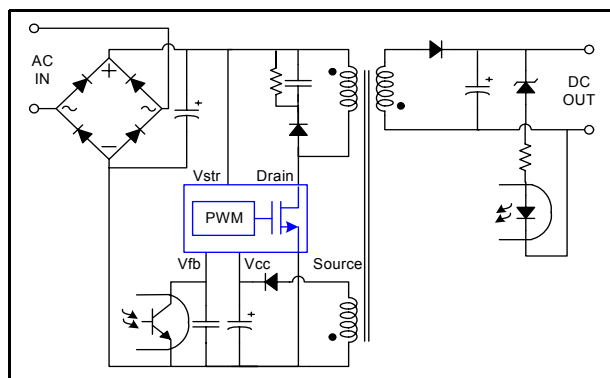 AC
IN
+
~
~
−
+
+
DC
OUT
Vstr
Drain
PWM
Vfb
Vcc
Source
+